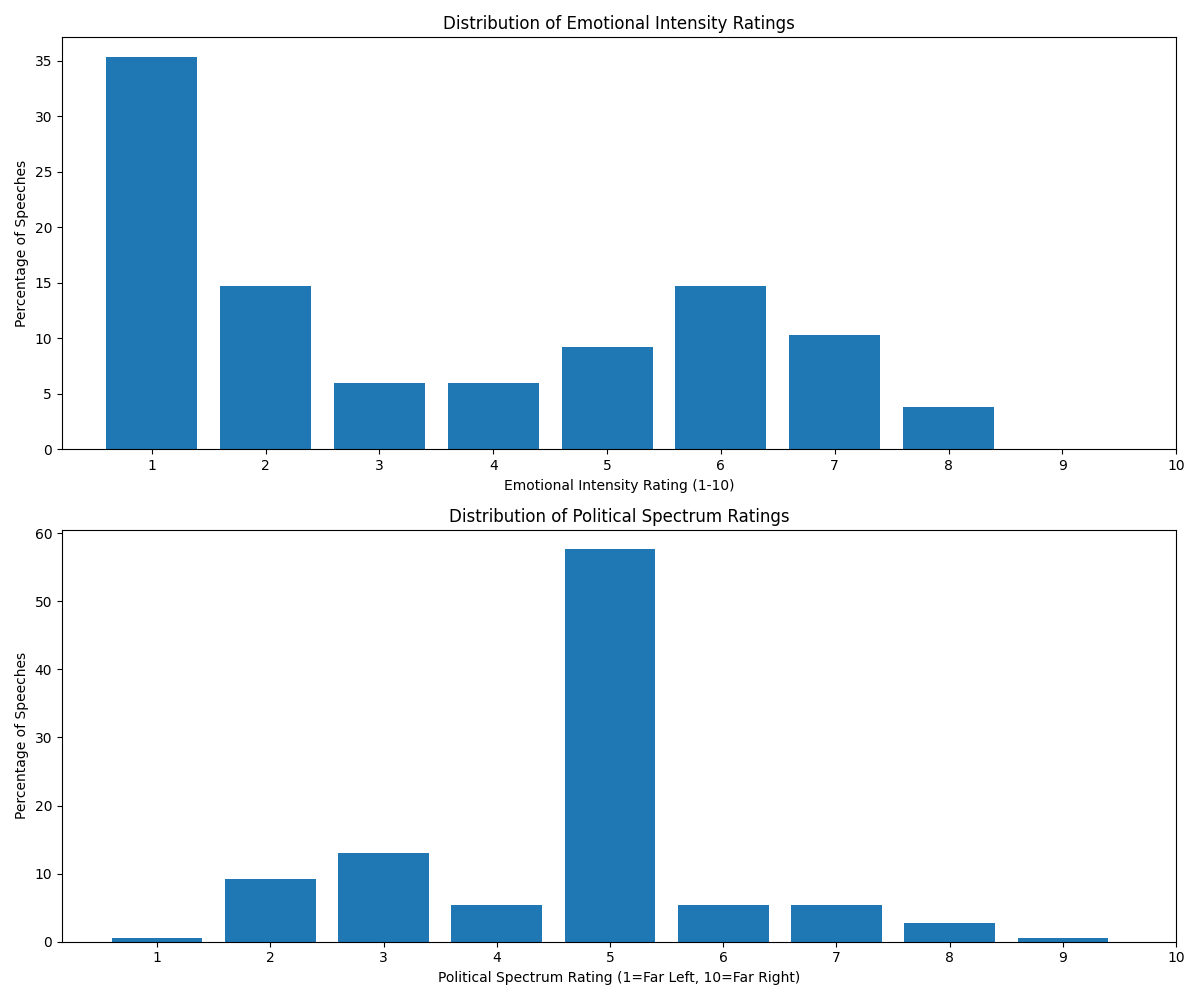 Distribution of Emotional Intensity Ratings
Percentage of Speeches
35
30
25
20
15
10
5
0
1 2 3 4 5 6 7 8 9 10
Emotional Intensity Rating (1-10)
Distribution of Political Spectrum Ratings
Percentage of Speeches
60
50
40
30
20
10
0
1 2 3 4 5 6 7 8 9 10
Political Spectrum Rating (1=Far Left, 10=Far Right)